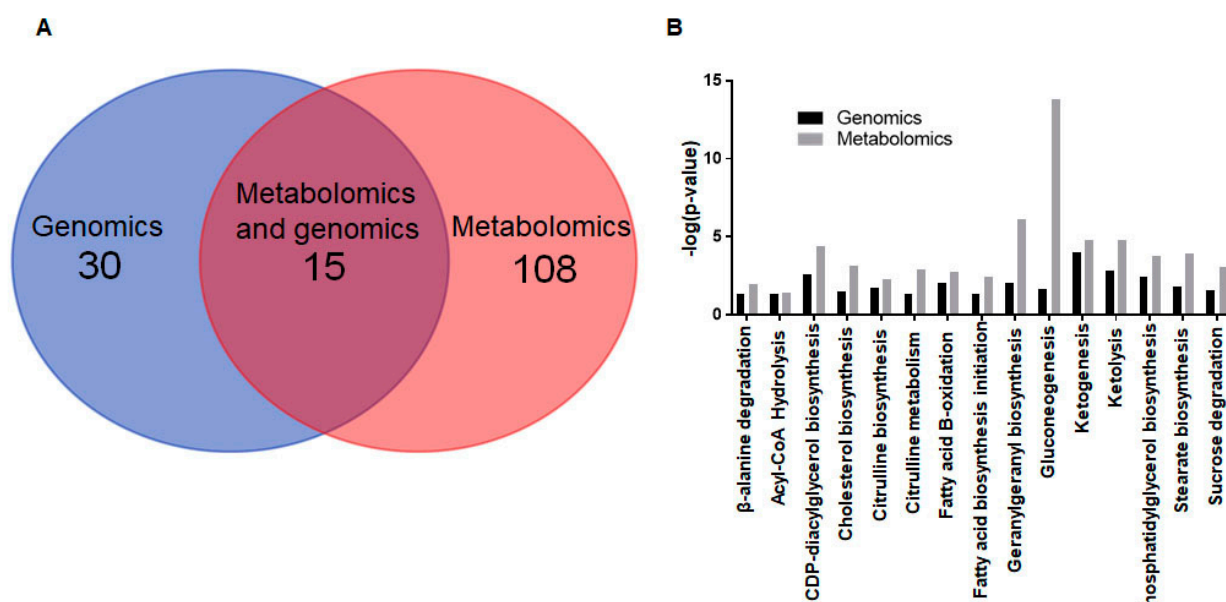 A
Genomics
30
Metabolomics
and genomics
15
Metabolomics
108
B
-log(p-value)
15
10
5
0
Genomics
Metabolomics
β-alanine degradation
Acyl-CoA Hydrolysis
CDP-diacylglycerol biosynthesis
Cholesterol biosynthesis
Citrulline biosynthesis
Citrulline metabolism
Fatty acid B-oxidation
Fatty acid biosynthesis initiation
Geranylgeranyl biosynthesis
Gluconeogenesis
Ketogenesis
Ketolysis
hosphatidylglycerol biosynthesis
Stearate biosynthesis
Sucrose degradation